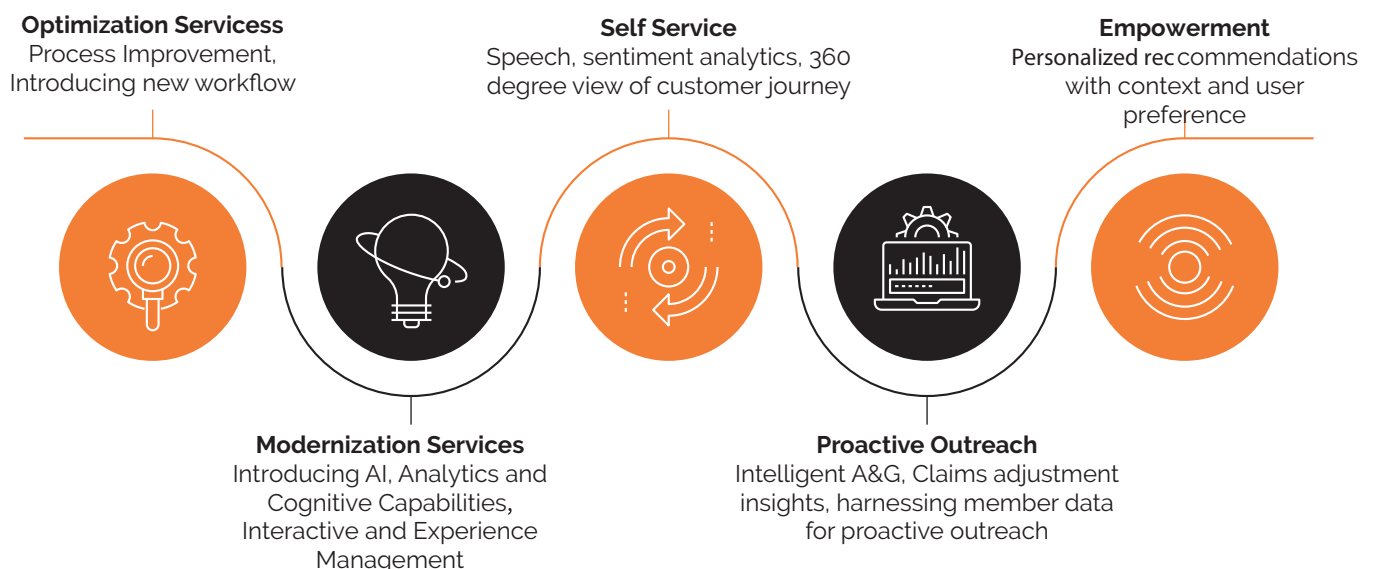 Optimization Servicess
Process Improvement,
Introducing new workflow
Self Service
Speech, sentiment analytics, 360
degree view of customer journey
Empowerment
Personalized rec commendations
with context and user
preference
Modernization Services
Introducing AI, Analytics and
Cognitive Capabilities,
Interactive and Experience
Management
Proactive Outreach
Intelligent A&G, Claims adjustment
insights, harnessing member data
for proactive outreach